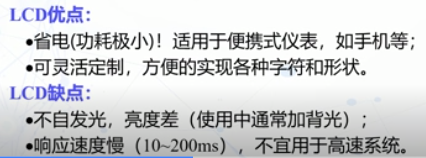 LCD优点：
•省电(功耗极小)！适用于便携式仪表，如手机等；
•可灵活定制，方便的实现各种字符和形状。
LCD缺点：
•不自发光，亮度差（使用中通常加背光）；
•响应速度慢（10~200ms），不宜用于高速系统。